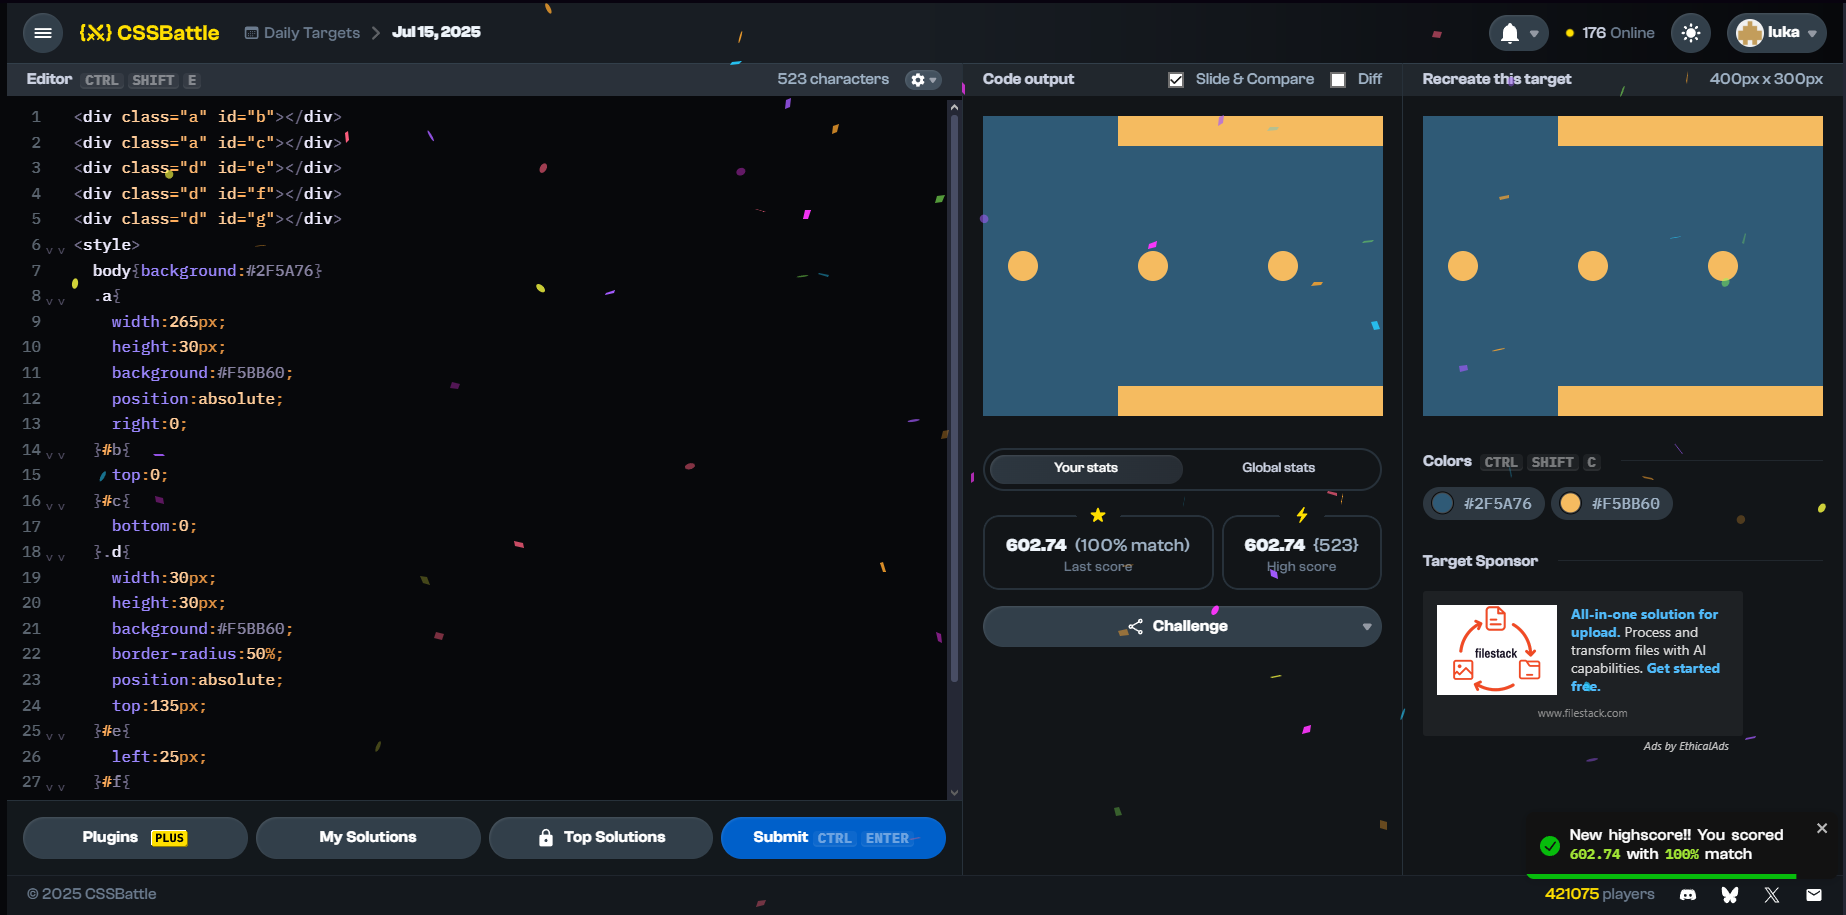 CSSBattle
Daily Targets
Jul 15, 2025
176 Online
luka
Editor CTRL SHIFT E
523 characters
1 <div class="a" id="b"></div>
2 <div class="a" id="c"></div>
3 <div class="d" id="e"></div>
4 <div class="d" id="f"></div>
5 <div class="d" id="g"></div>
6 <style>
7 body{background:#2F5A76}
8 .a{
9 width:265px;
10 height:30px;
11 background:#F5BB60;
12 position:absolute;
13 right:0;
14 }#b{
15 top:0;
16 }#c{
17 bottom:0;
18 }.d{
19 width:30px;
20 height:30px;
21 background:#F5BB60;
22 border-radius:50%;
23 position:absolute;
24 top:135px;
25 }#e{
26 left:25px;
27 }#f{
Plugins PLUS
My Solutions
Top Solutions
Submit CTRL ENTER
Code output
Slide & Compare
Diff
Your stats
Global stats
602.74 (100% match)
Last score
602.74 {523}
High score
Challenge
Recreate this target
400px x 300px
Colors CTRL SHIFT C
#2F5A76
#F5BB60
Target Sponsor
filestack
All-in-one solution for
upload. Process and
transform files with AI
capabilities. Get started
free.
www.filestack.com
Ads by EthicalAds
New highscore!! You scored
602.74 with 100% match
© 2025 CSSBattle
421075 players